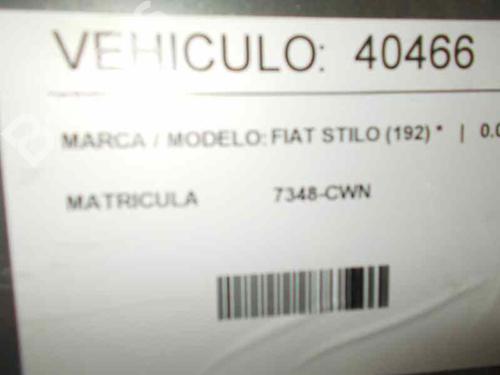 VEHICULO: 40466
MARCA / MODELO: FIAT STILO (192) * | 0.0
MATRICULA 7348-CWN